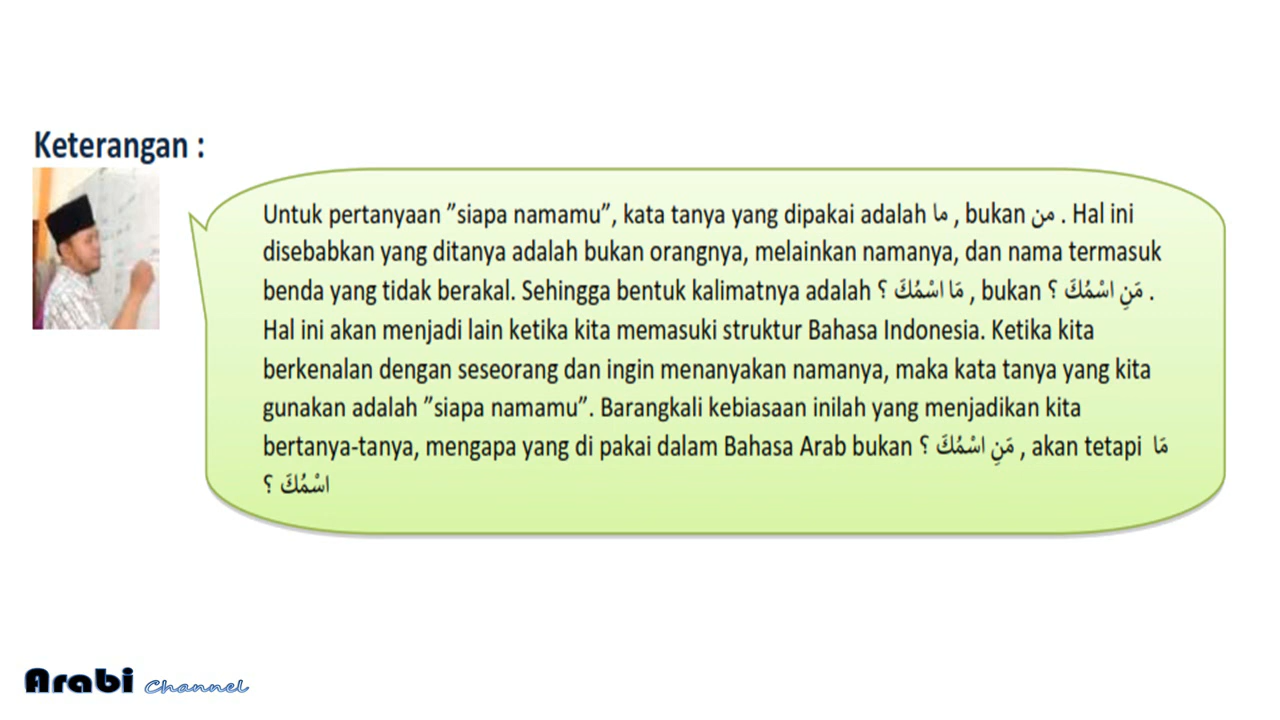 Keterangan :
Untuk pertanyaan ”siapa namamu”, kata tanya yang dipakai adalah ما , bukan من . Hal ini
disebabkan yang ditanya adalah bukan orangnya, melainkan namanya, dan nama termasuk
benda yang tidak berakal. Sehingga bentuk kalimatnya adalah مَا اسْمُكَ ؟ , bukan مَنِ اسْمُكَ ؟ .
Hal ini akan menjadi lain ketika kita memasuki struktur Bahasa Indonesia. Ketika kita
berkenalan dengan seseorang dan ingin menanyakan namanya, maka kata tanya yang kita
gunakan adalah ”siapa namamu”. Barangkali kebiasaan inilah yang menjadikan kita
bertanya-tanya, mengapa yang di pakai dalam Bahasa Arab bukan مَنِ اسْمُكَ ؟ , akan tetapi مَا
اسْمُكَ ؟
Arabi Channel